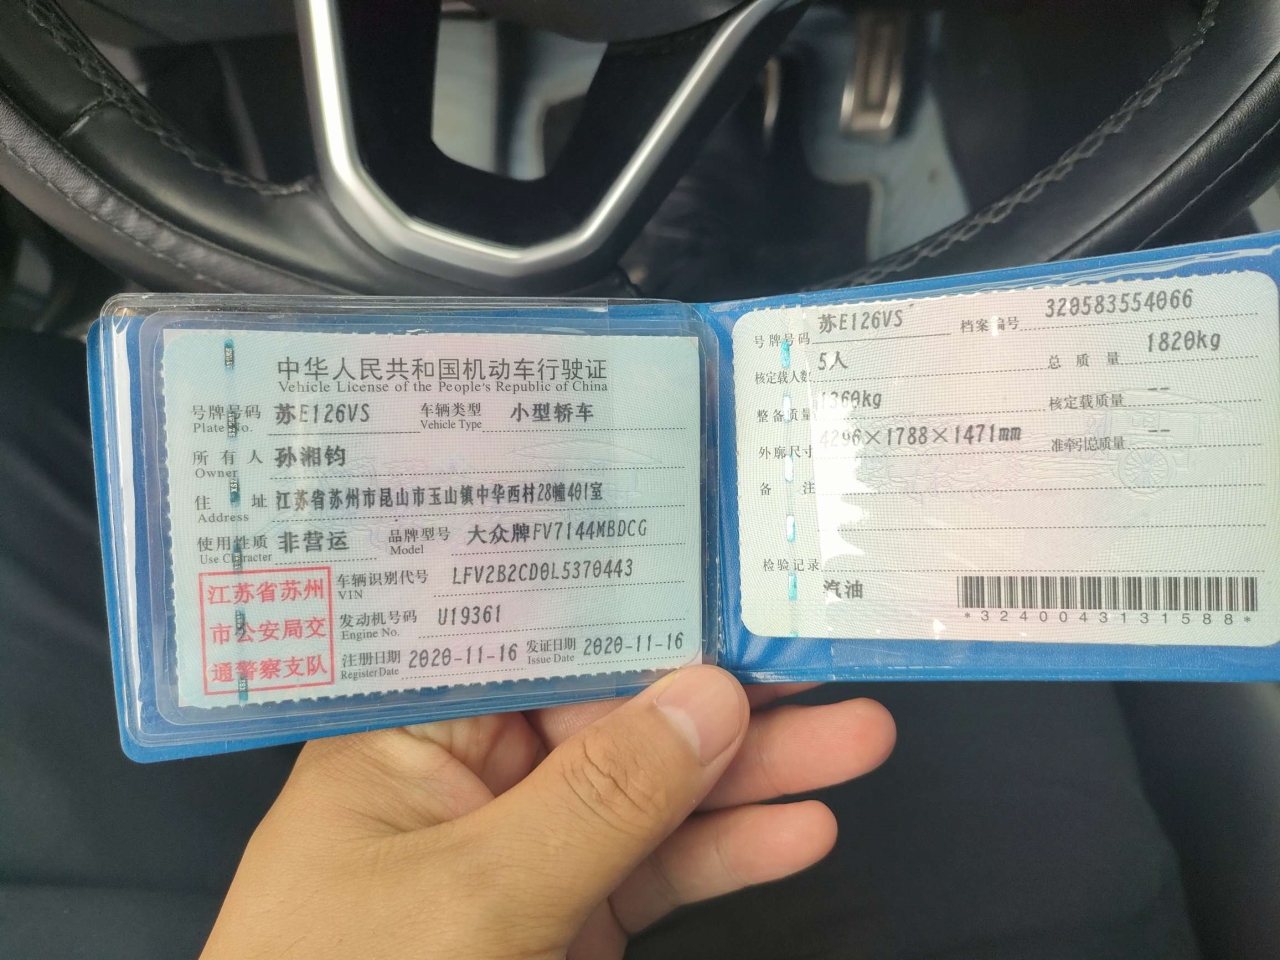 中华人民共和国机动车行驶证
Vehicle License of the People's Republic of China
号牌号码 苏E126VS 车辆类型 小型轿车
Plate No. Vehicle Type
所有人 孙湘钧
Owner
住址 江苏省苏州市昆山市玉山镇中华西村28幢401室
Address
使用性质 非营运 品牌型号 大众牌FV7144MBDCG
Use Character Model
江苏省苏州
市公安局交
通警察支队
车辆识别代号 LFV2B2CD0L5370443
VIN
发动机号码 U19361
Engine No.
注册日期 2020-11-16 发证日期 2020-11-16
Register Date Issue Date
号牌号码 苏E126VS 档案编号 320583554066
核定载人数 5人 总质量 1820kg
整备质量 1360kg 核定载质量 --
外廓尺寸 4296×1788×1471mm 准牵引总质量 --
备注
检验记录
汽油
*3240043131588*